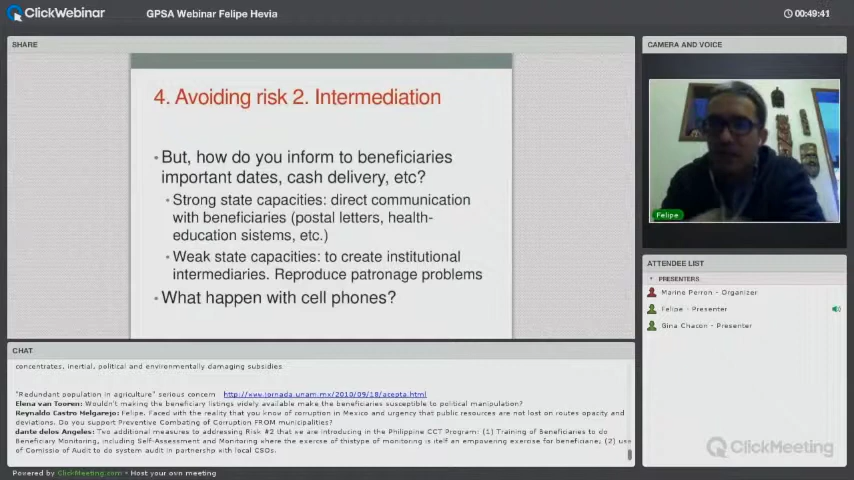 ClickWebinar
GPSA Webinar Felipe Hevia
00:49:41
SHARE
4. Avoiding risk 2. Intermediation
• But, how do you inform to beneficiaries
important dates, cash delivery, etc?
• Strong state capacities: direct communication
with beneficiaries (postal letters, health-
education sistems, etc.)
• Weak state capacities: to create institutional
intermediaries. Reproduce patronage problems
• What happen with cell phones?
CAMERA AND VOICE
Felipe
ATTENDEE LIST
PRESENTERS
Marine Perron - Organizer
Felipe - Presenter
Gina Chacon - Presenter
CHAT
concentrates, inertial, political and environmentally damaging subsidies
"Redundant population in agriculture" serious concern http://www.jornada.unam.mx/2010/09/18/acepta.html
Elena van Tooren: Wouldn't making the beneficiary listings widely available make the beneficiares susceptible to political manipulation?
Reynaldo Castro Melgarejo: Felipe. Faced with the reality that you know of corruption in Mexico and urgency that public resources are not lost on routes opacity and
deviations. Do you support Preventive Combating of Corruption FROM municipalities?
dante delos Angeles: Two additional measures to addressing Risk #2 that we are introducing in the Philippine CCT Program: (1) Training of Beneficiaries to do
Beneficiary Monitoring, including Self-Assessment and Monitoring where the exercise of thistype of monitoring is itself an empowering exercise for beneficiarie; (2) use
of Comissio of Audit to do system audit in partnership with local CSOs.
ClickMeeting
Powered by ClickMeeting.com • Host your own meeting